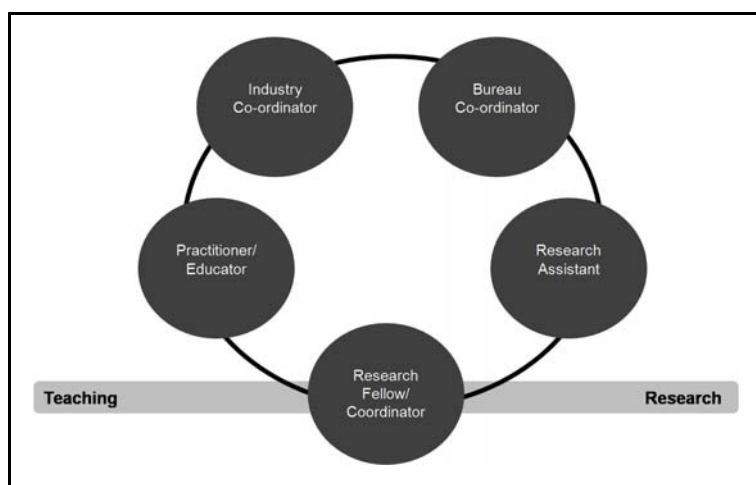 Industry
Co-ordinator
Bureau
Co-ordinator
Practitioner/
Educator
Research
Assistant
Research
Fellow/
Coordinator
Teaching
Research